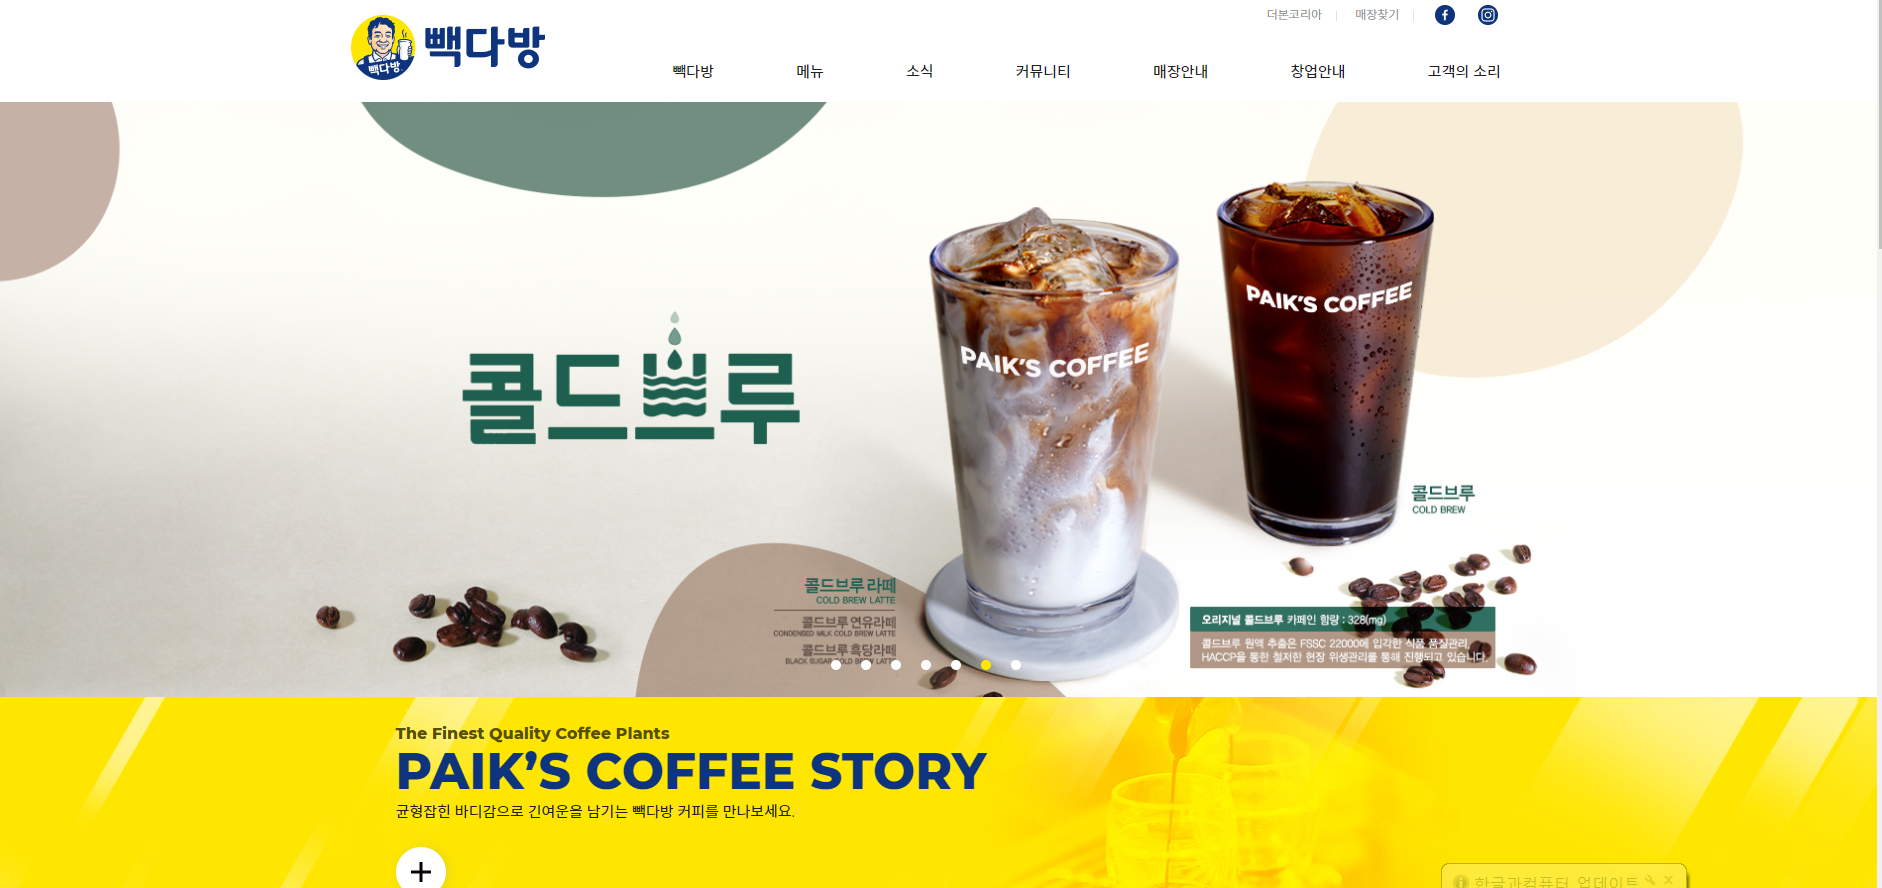 더본코리아
매장찾기
빽다방
빽다방
빽다방
메뉴
소식
커뮤니티
매장안내
창업안내
고객의 소리
콜드브루
PAIK'S COFFEE
PAIK'S COFFEE
콜드브루
COLD BREW
콜드브루 라떼
COLD BREW LATTE
콜드브루 연유라떼
CONDENSED MILK COLD BREW LATTE
콜드브루 흑당라떼
BLACK SUGAR COLD BREW LATTE
오리지널 콜드브루 카페인 함량 : 328(mg)
콜드브루 원액 추출은 FSSC 22000에 입각한 식품 품질관리,
HACCP을 통한 철저한 현장 위생관리를 통해 진행되고 있습니다.
The Finest Quality Coffee Plants
PAIK’S COFFEE STORY
균형잡힌 바디감으로 긴여운을 남기는 빽다방 커피를 만나보세요.
한글과컴퓨터 업데이트